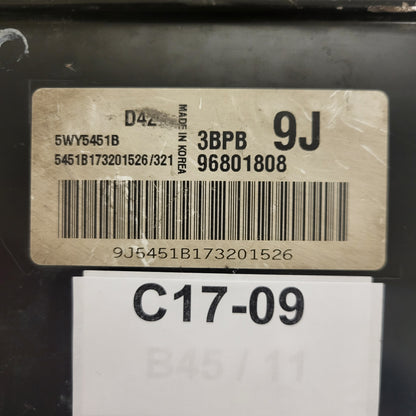 D42
MADE IN KOREA
5WY5451B
3BPB 9J
5451B173201526/321
96801808
9J5451B173201526
C17-09
B45 / 11